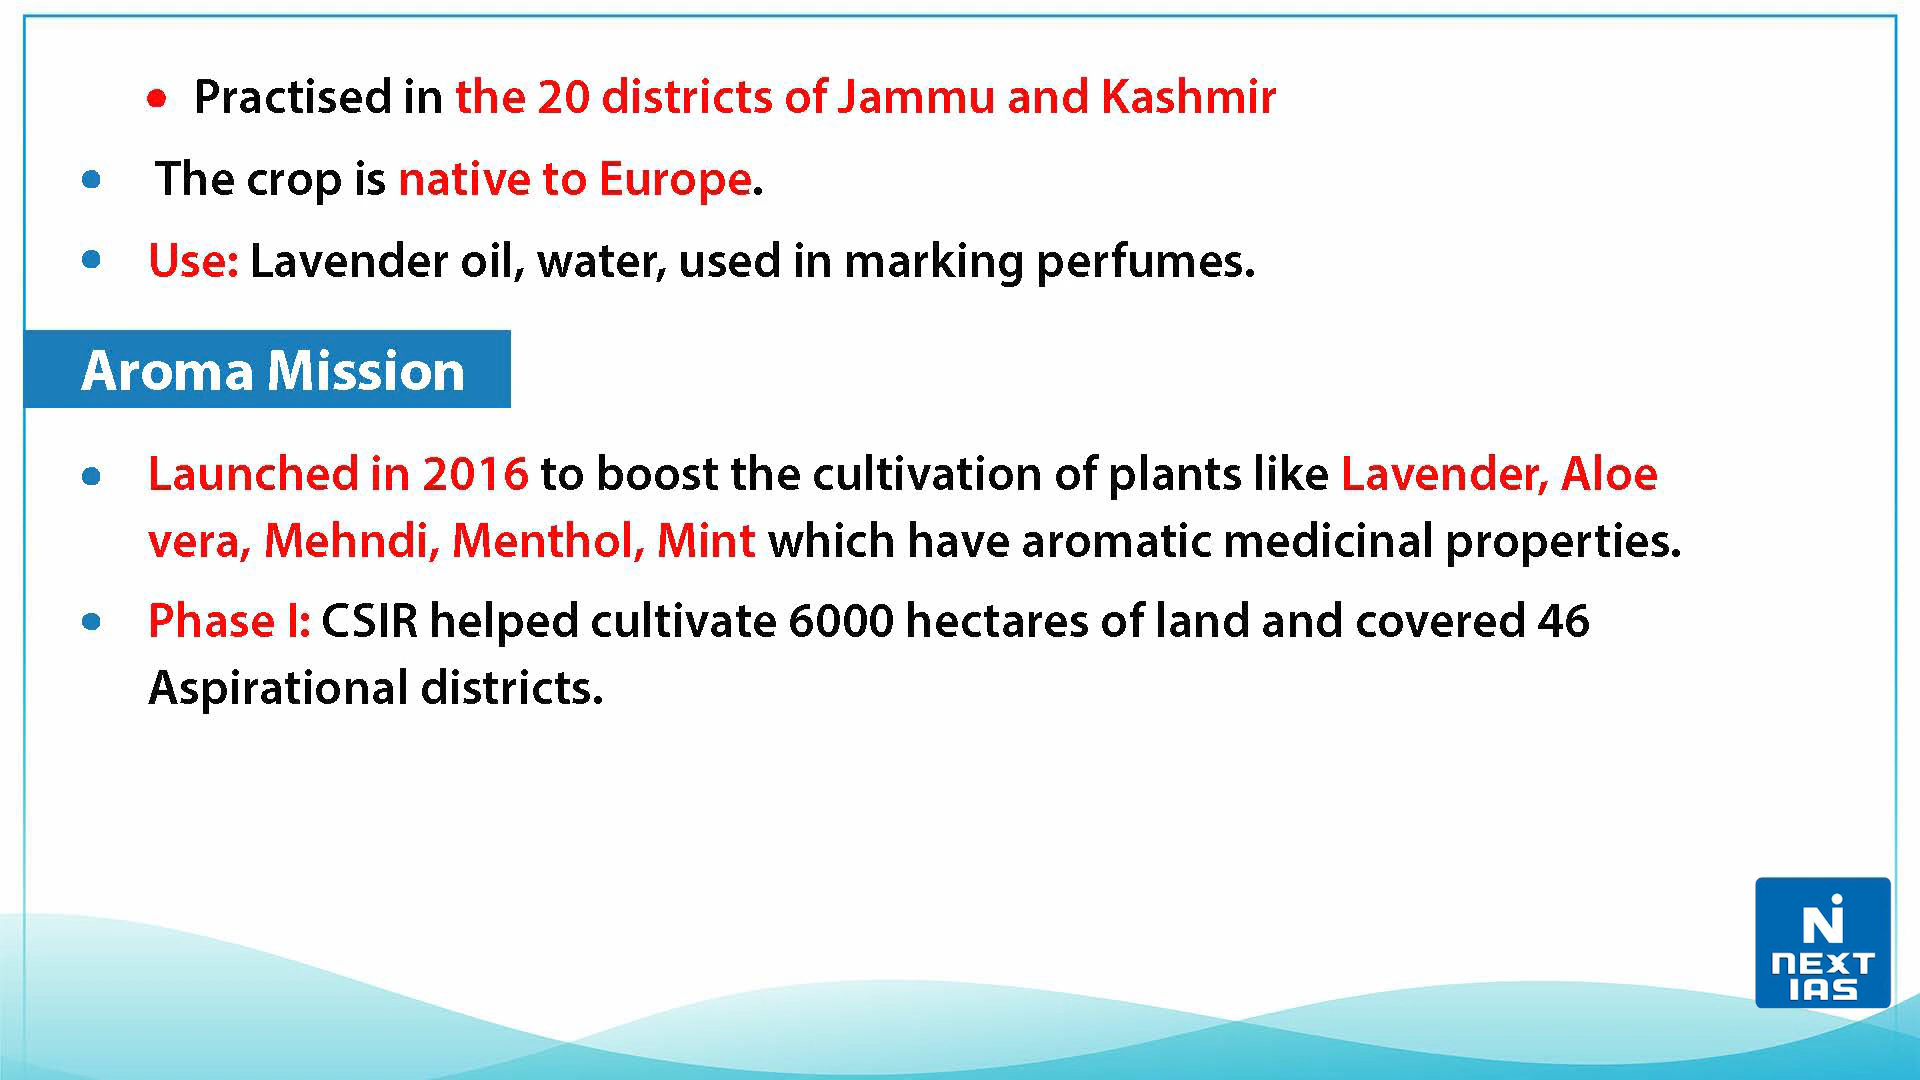 • Practised in the 20 districts of Jammu and Kashmir
• The crop is native to Europe.
• Use: Lavender oil, water, used in marking perfumes.
Aroma Mission
• Launched in 2016 to boost the cultivation of plants like Lavender, Aloe
vera, Mehndi, Menthol, Mint which have aromatic medicinal properties.
• Phase I: CSIR helped cultivate 6000 hectares of land and covered 46
Aspirational districts.
N
NEXT
IAS